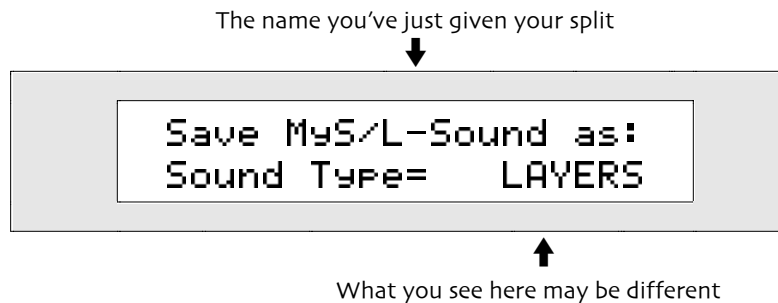 The name you’ve just given your split
Save MyS/L-Sound as:
Sound Type= LAYERS
What you see here may be different